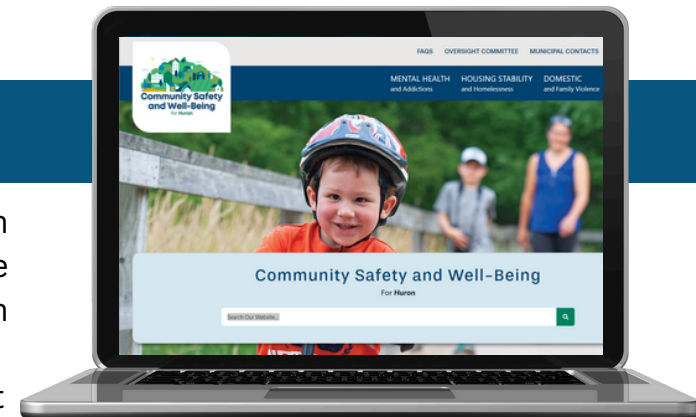 FAQS OVERSIGHT COMMITTEE MUNICIPAL CONTACTS
MENTAL HEALTH HOUSING STABILITY DOMESTIC
and Addictions and Homelessness and Family Violence
Community Safety
and Well-Being
for Huron
Community Safety and Well-Being
For Huron
Search Our Website...
n
e
n
t